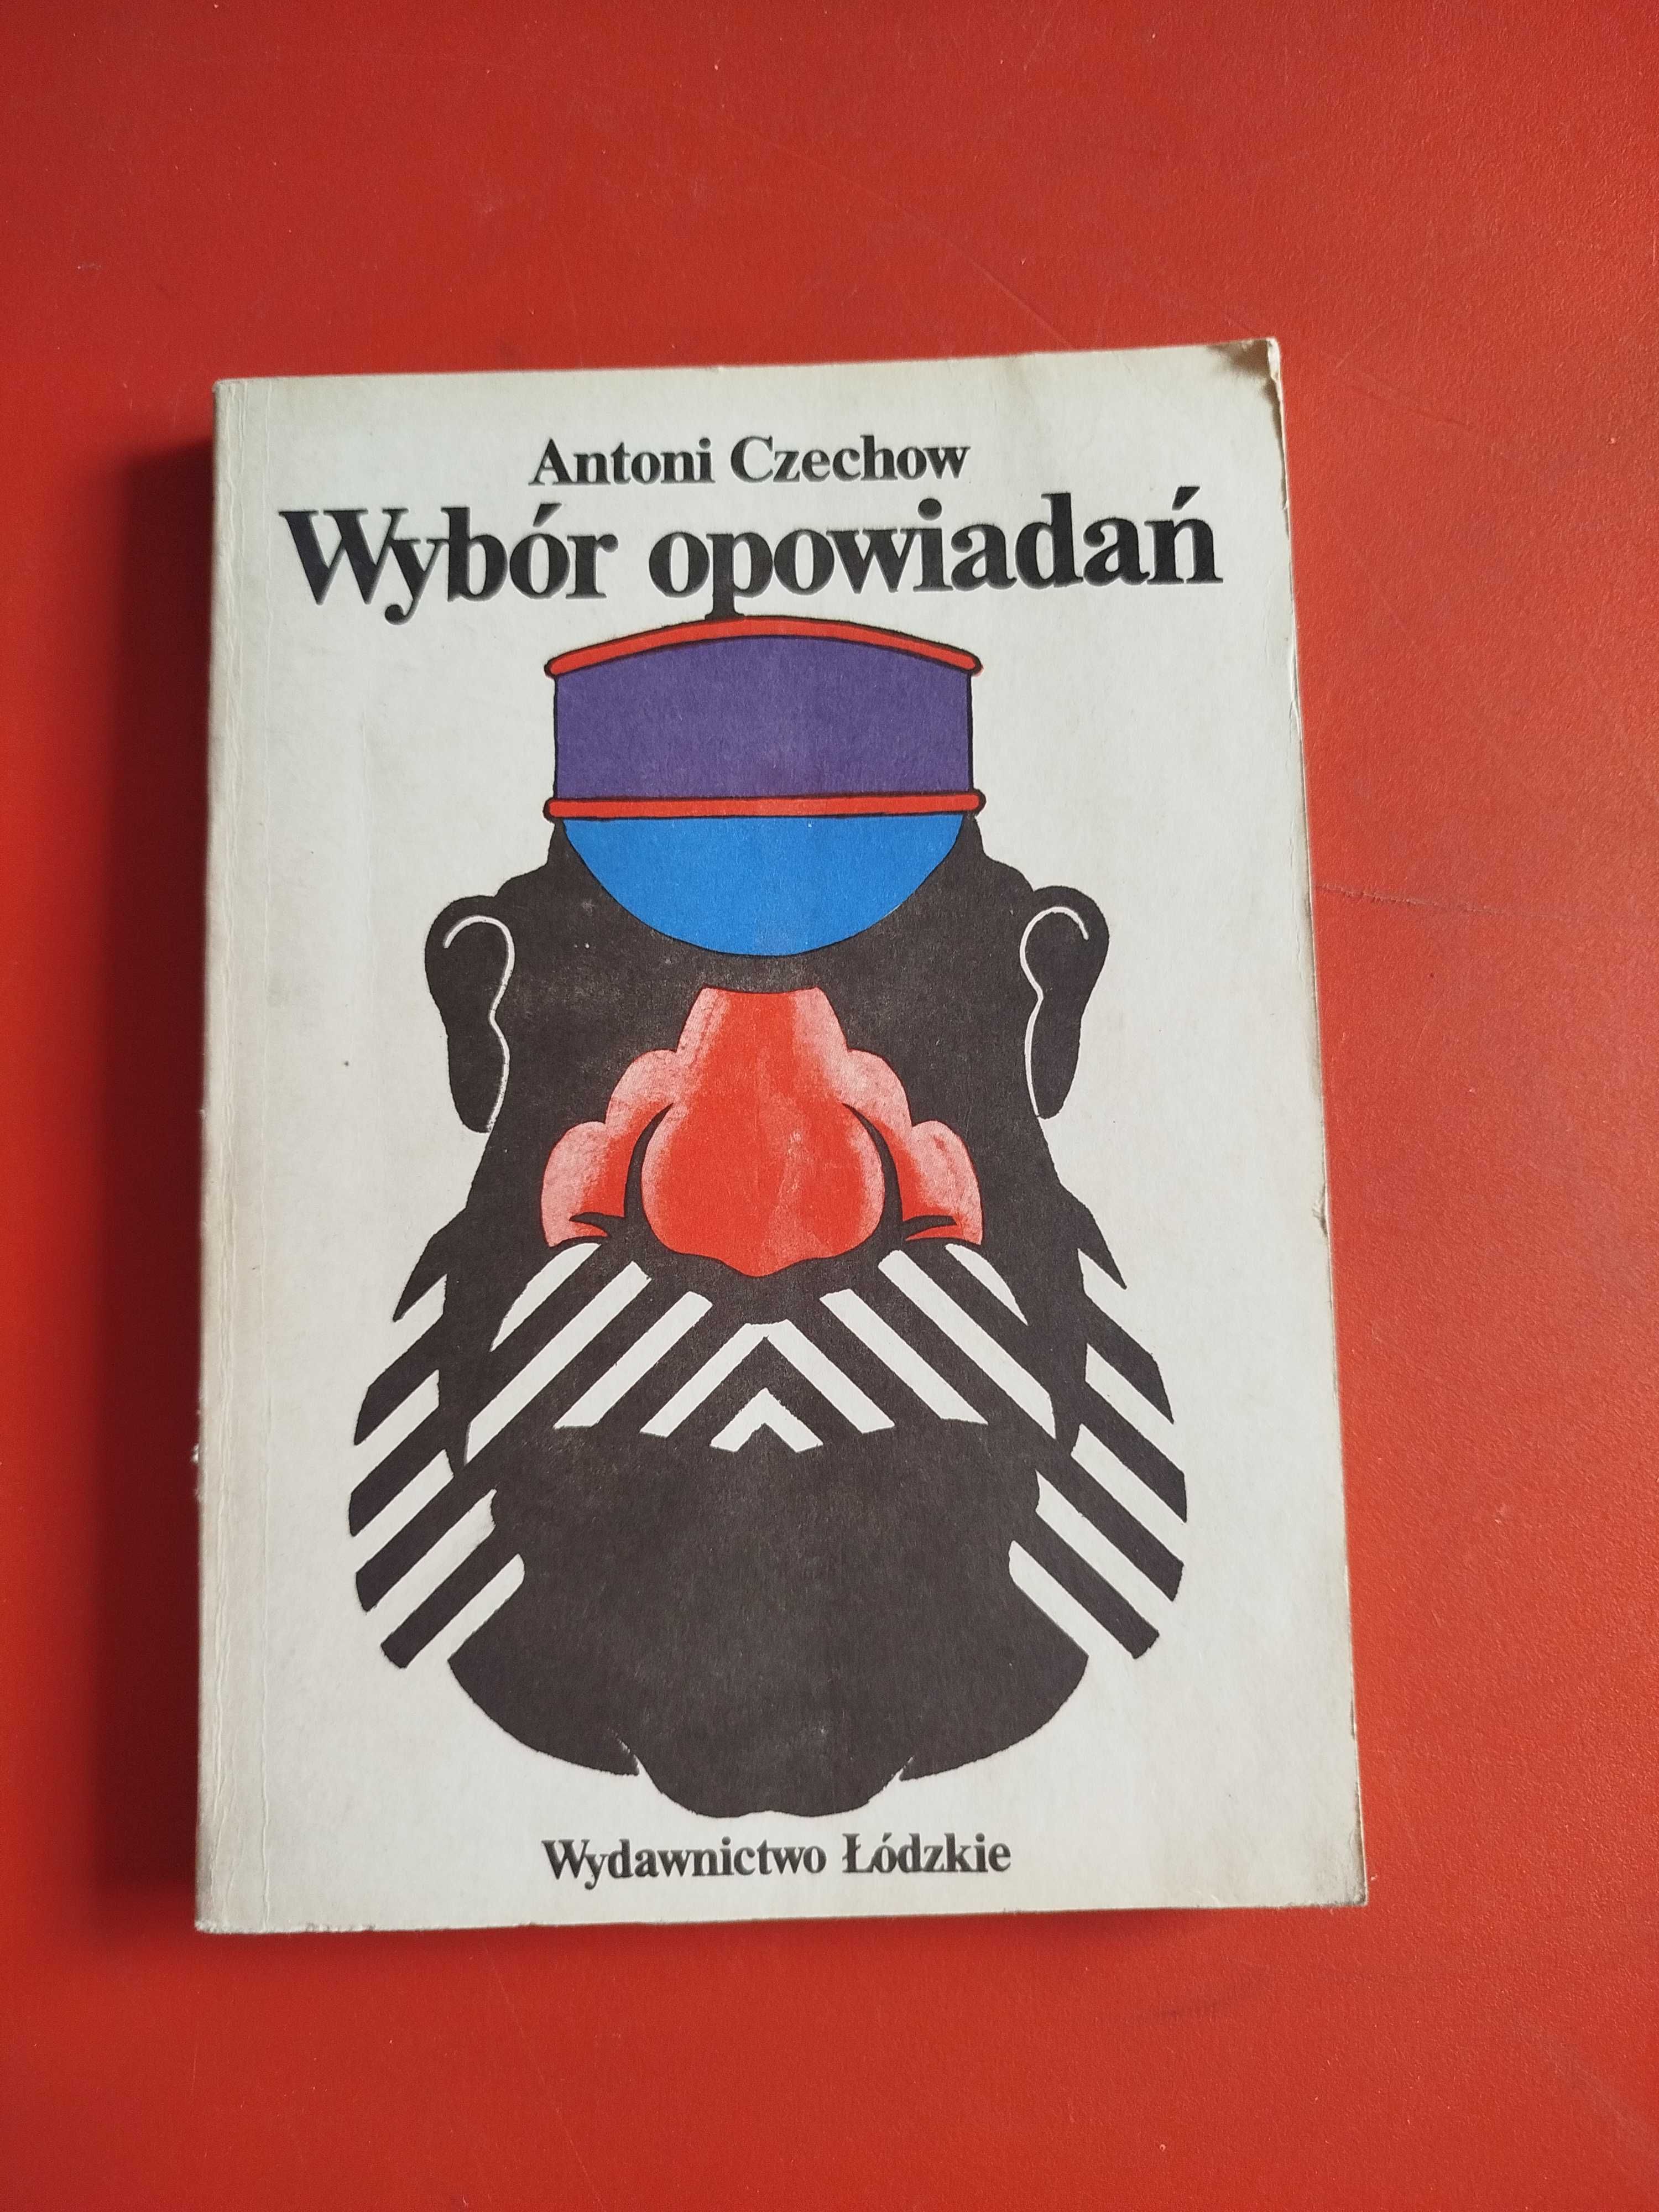 Antoni Czechow
Wybór opowiadań
Wydawnictwo Łódzkie